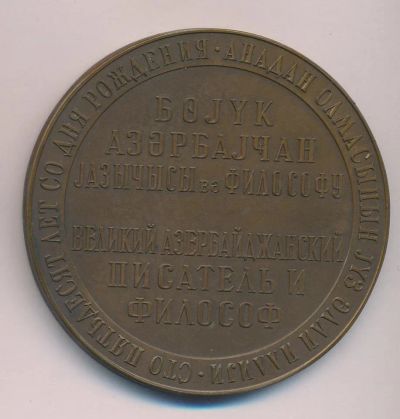 БӨЈҮК
АЗӘРБАЈҸАН
ЈАЗЫЧЫСЫ вә ФИЛОСОФУ
ВЕЛИКИЙ АЗЕРБАЙДЖАНСКИЙ
ПИСАТЕЛЬ И
ФИЛОСОФ
АНАДАН ОЛМАСЫНЫН ЈҮЗ ӘЛЛИ ИЛЛИЈИ · СТО ПЯТЬДЕСЯТ ЛЕТ СО ДНЯ РОЖДЕНИЯ ·